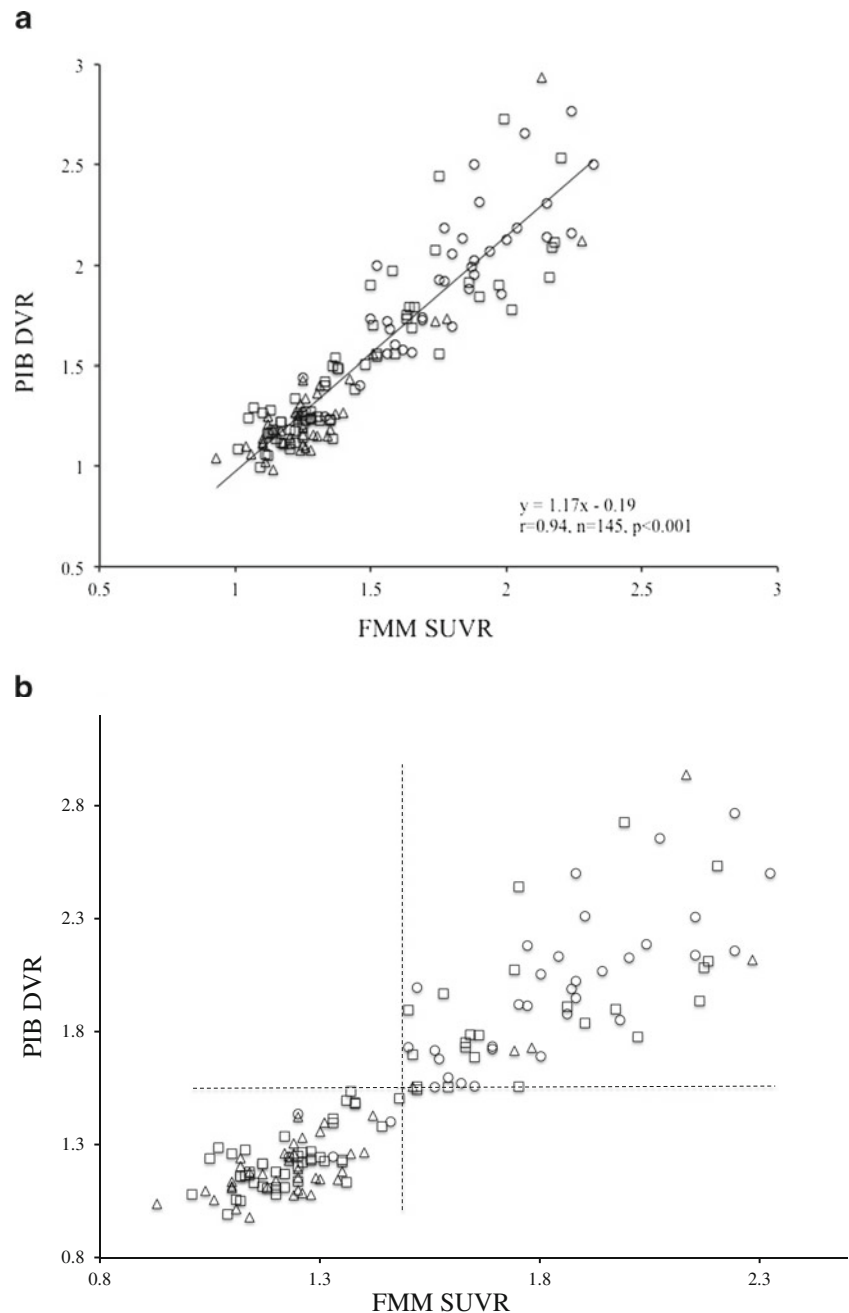 a
3
2.5
2
1.5
1
0.5
PIB DVR
y = 1.17x - 0.19
r=0.94, n=145, p<0.001
0.5 1 1.5 2 2.5 3
FMM SUVR
b
2.8
2.3
1.8
1.3
0.8
PIB DVR
0.8 1.3 1.8 2.3
FMM SUVR